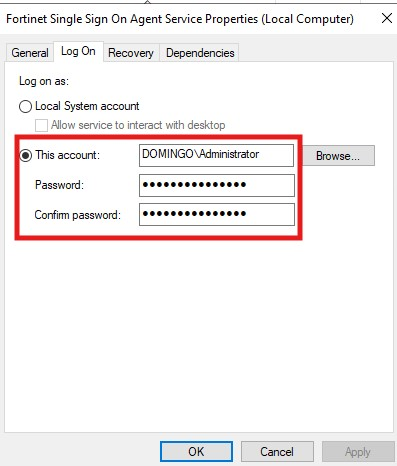 Fortinet Single Sign On Agent Service Properties (Local Computer)
General Log On Recovery Dependencies
Log on as:
Local System account
Allow service to interact with desktop
This account: DOMINGO\Administrator Browse...
Password: ●●●●●●●●●●●●●●●
Confirm password: ●●●●●●●●●●●●●●●
OK Cancel Apply